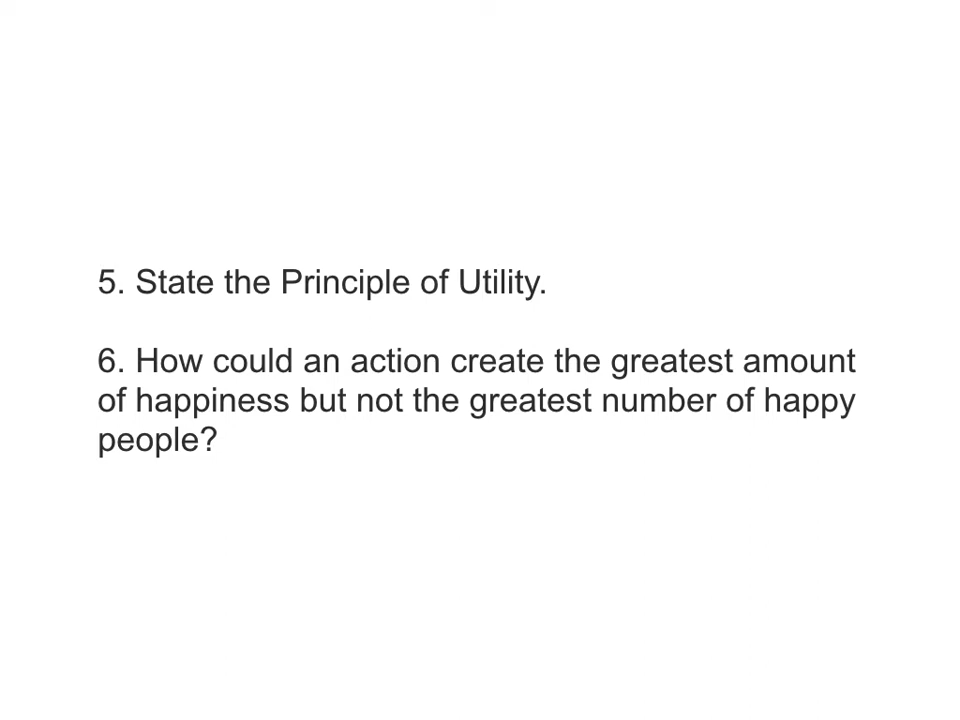 5. State the Principle of Utility.
6. How could an action create the greatest amount
of happiness but not the greatest number of happy
people?